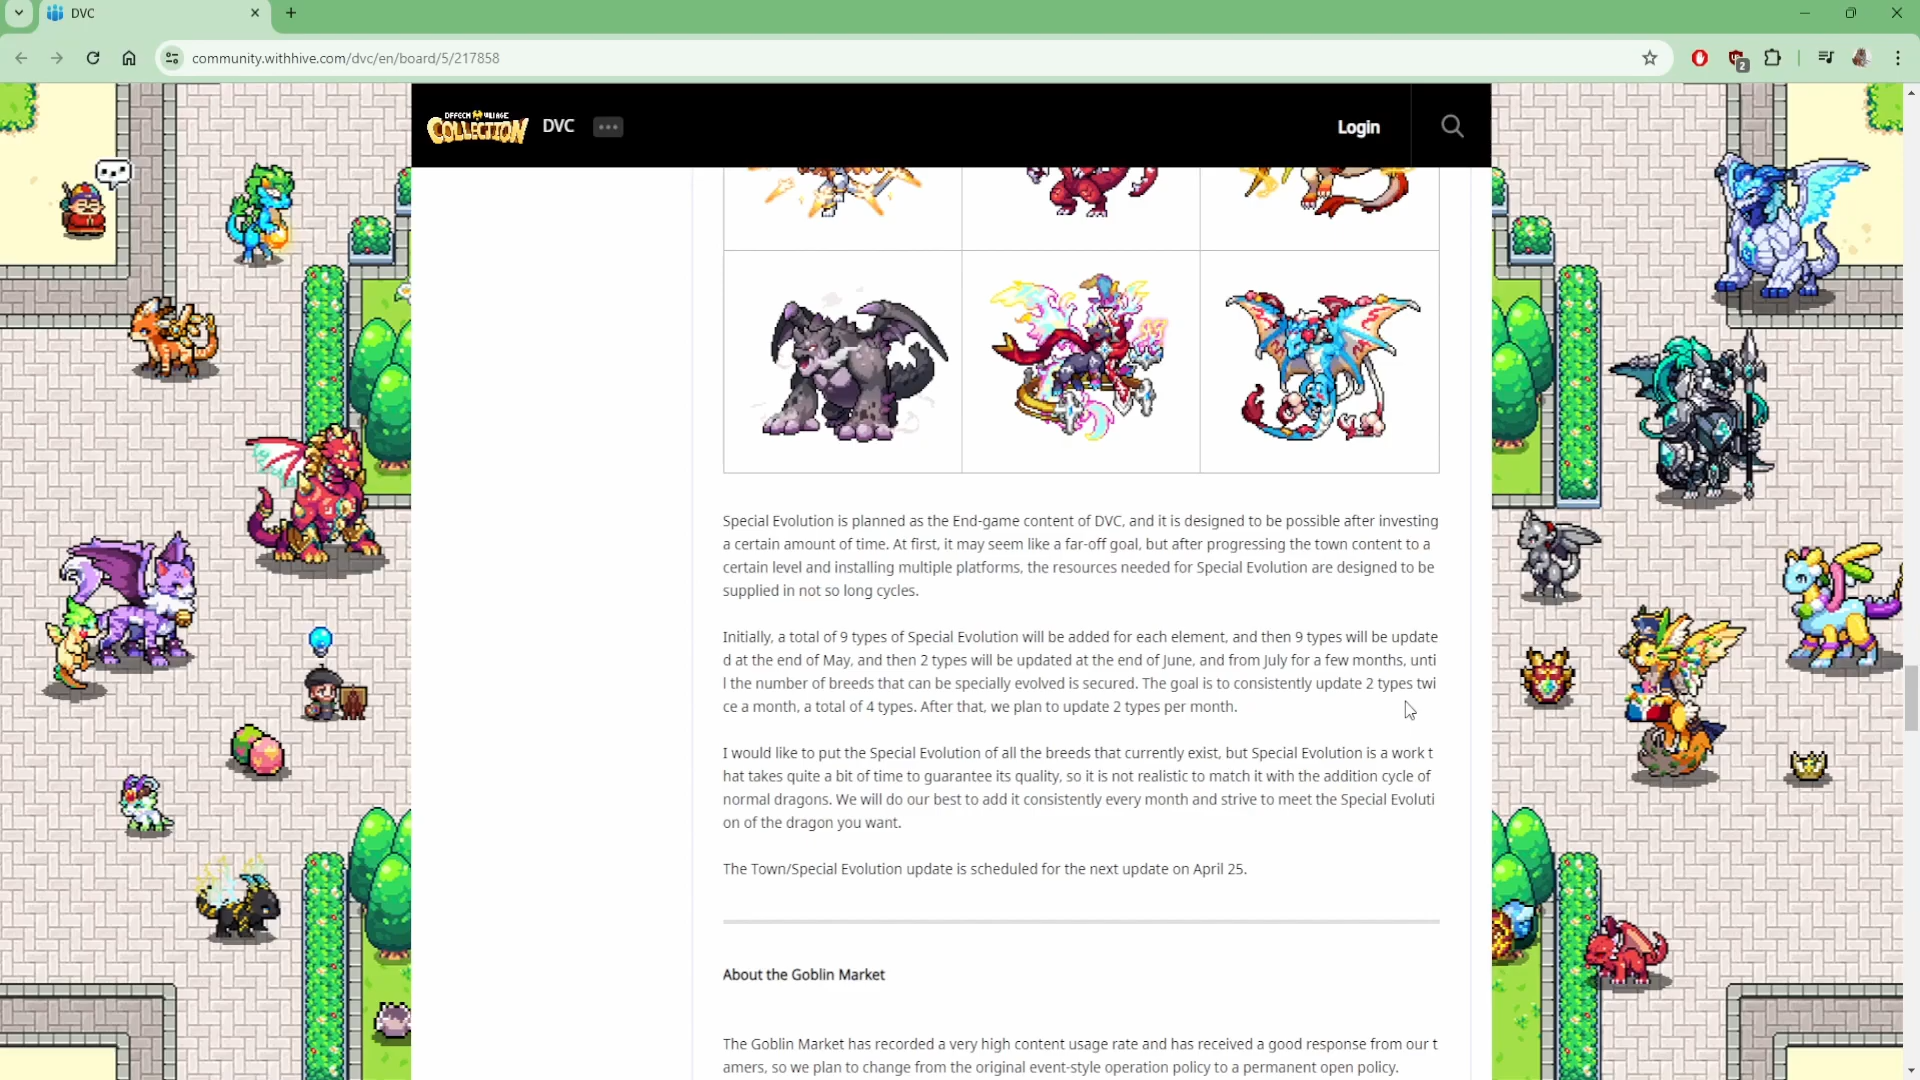 DVC
community.withhive.com/dvc/en/board/5/217858
2
COLLECTION
DVC
Login
Special Evolution is planned as the End-game content of DVC, and it is designed to be possible after investing
a certain amount of time. At first, it may seem like a far-off goal, but after progressing the town content to a
certain level and installing multiple platforms, the resources needed for Special Evolution are designed to be
supplied in not so long cycles.
Initially, a total of 9 types of Special Evolution will be added for each element, and then 9 types will be update
d at the end of May, and then 2 types will be updated at the end of June, and from July for a few months, unti
l the number of breeds that can be specially evolved is secured. The goal is to consistently update 2 types twi
ce a month, a total of 4 types. After that, we plan to update 2 types per month.
I would like to put the Special Evolution of all the breeds that currently exist, but Special Evolution is a work t
hat takes quite a bit of time to guarantee its quality, so it is not realistic to match it with the addition cycle of
normal dragons. We will do our best to add it consistently every month and strive to meet the Special Evoluti
on of the dragon you want.
The Town/Special Evolution update is scheduled for the next update on April 25.
About the Goblin Market
The Goblin Market has recorded a very high content usage rate and has received a good response from our t
amers, so we plan to change from the original event-style operation policy to a permanent open policy.